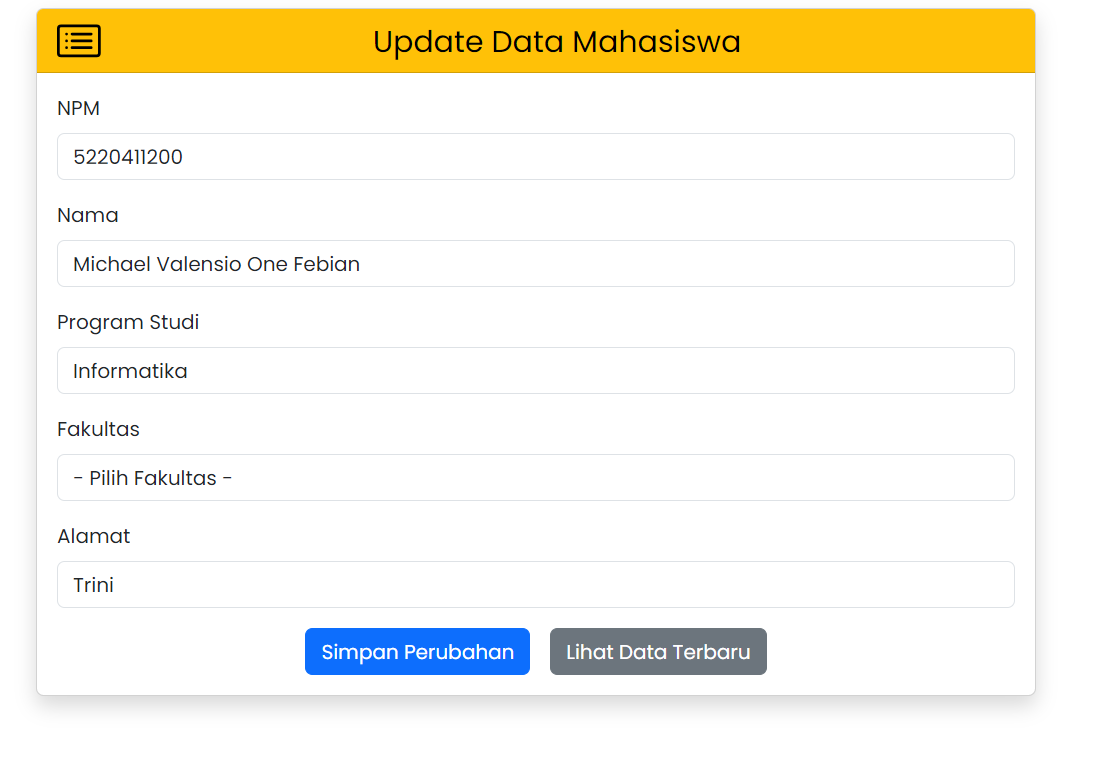 Update Data Mahasiswa
NPM
5220411200
Nama
Michael Valensio One Febian
Program Studi
Informatika
Fakultas
- Pilih Fakultas -
Alamat
Trini
Simpan Perubahan Lihat Data Terbaru